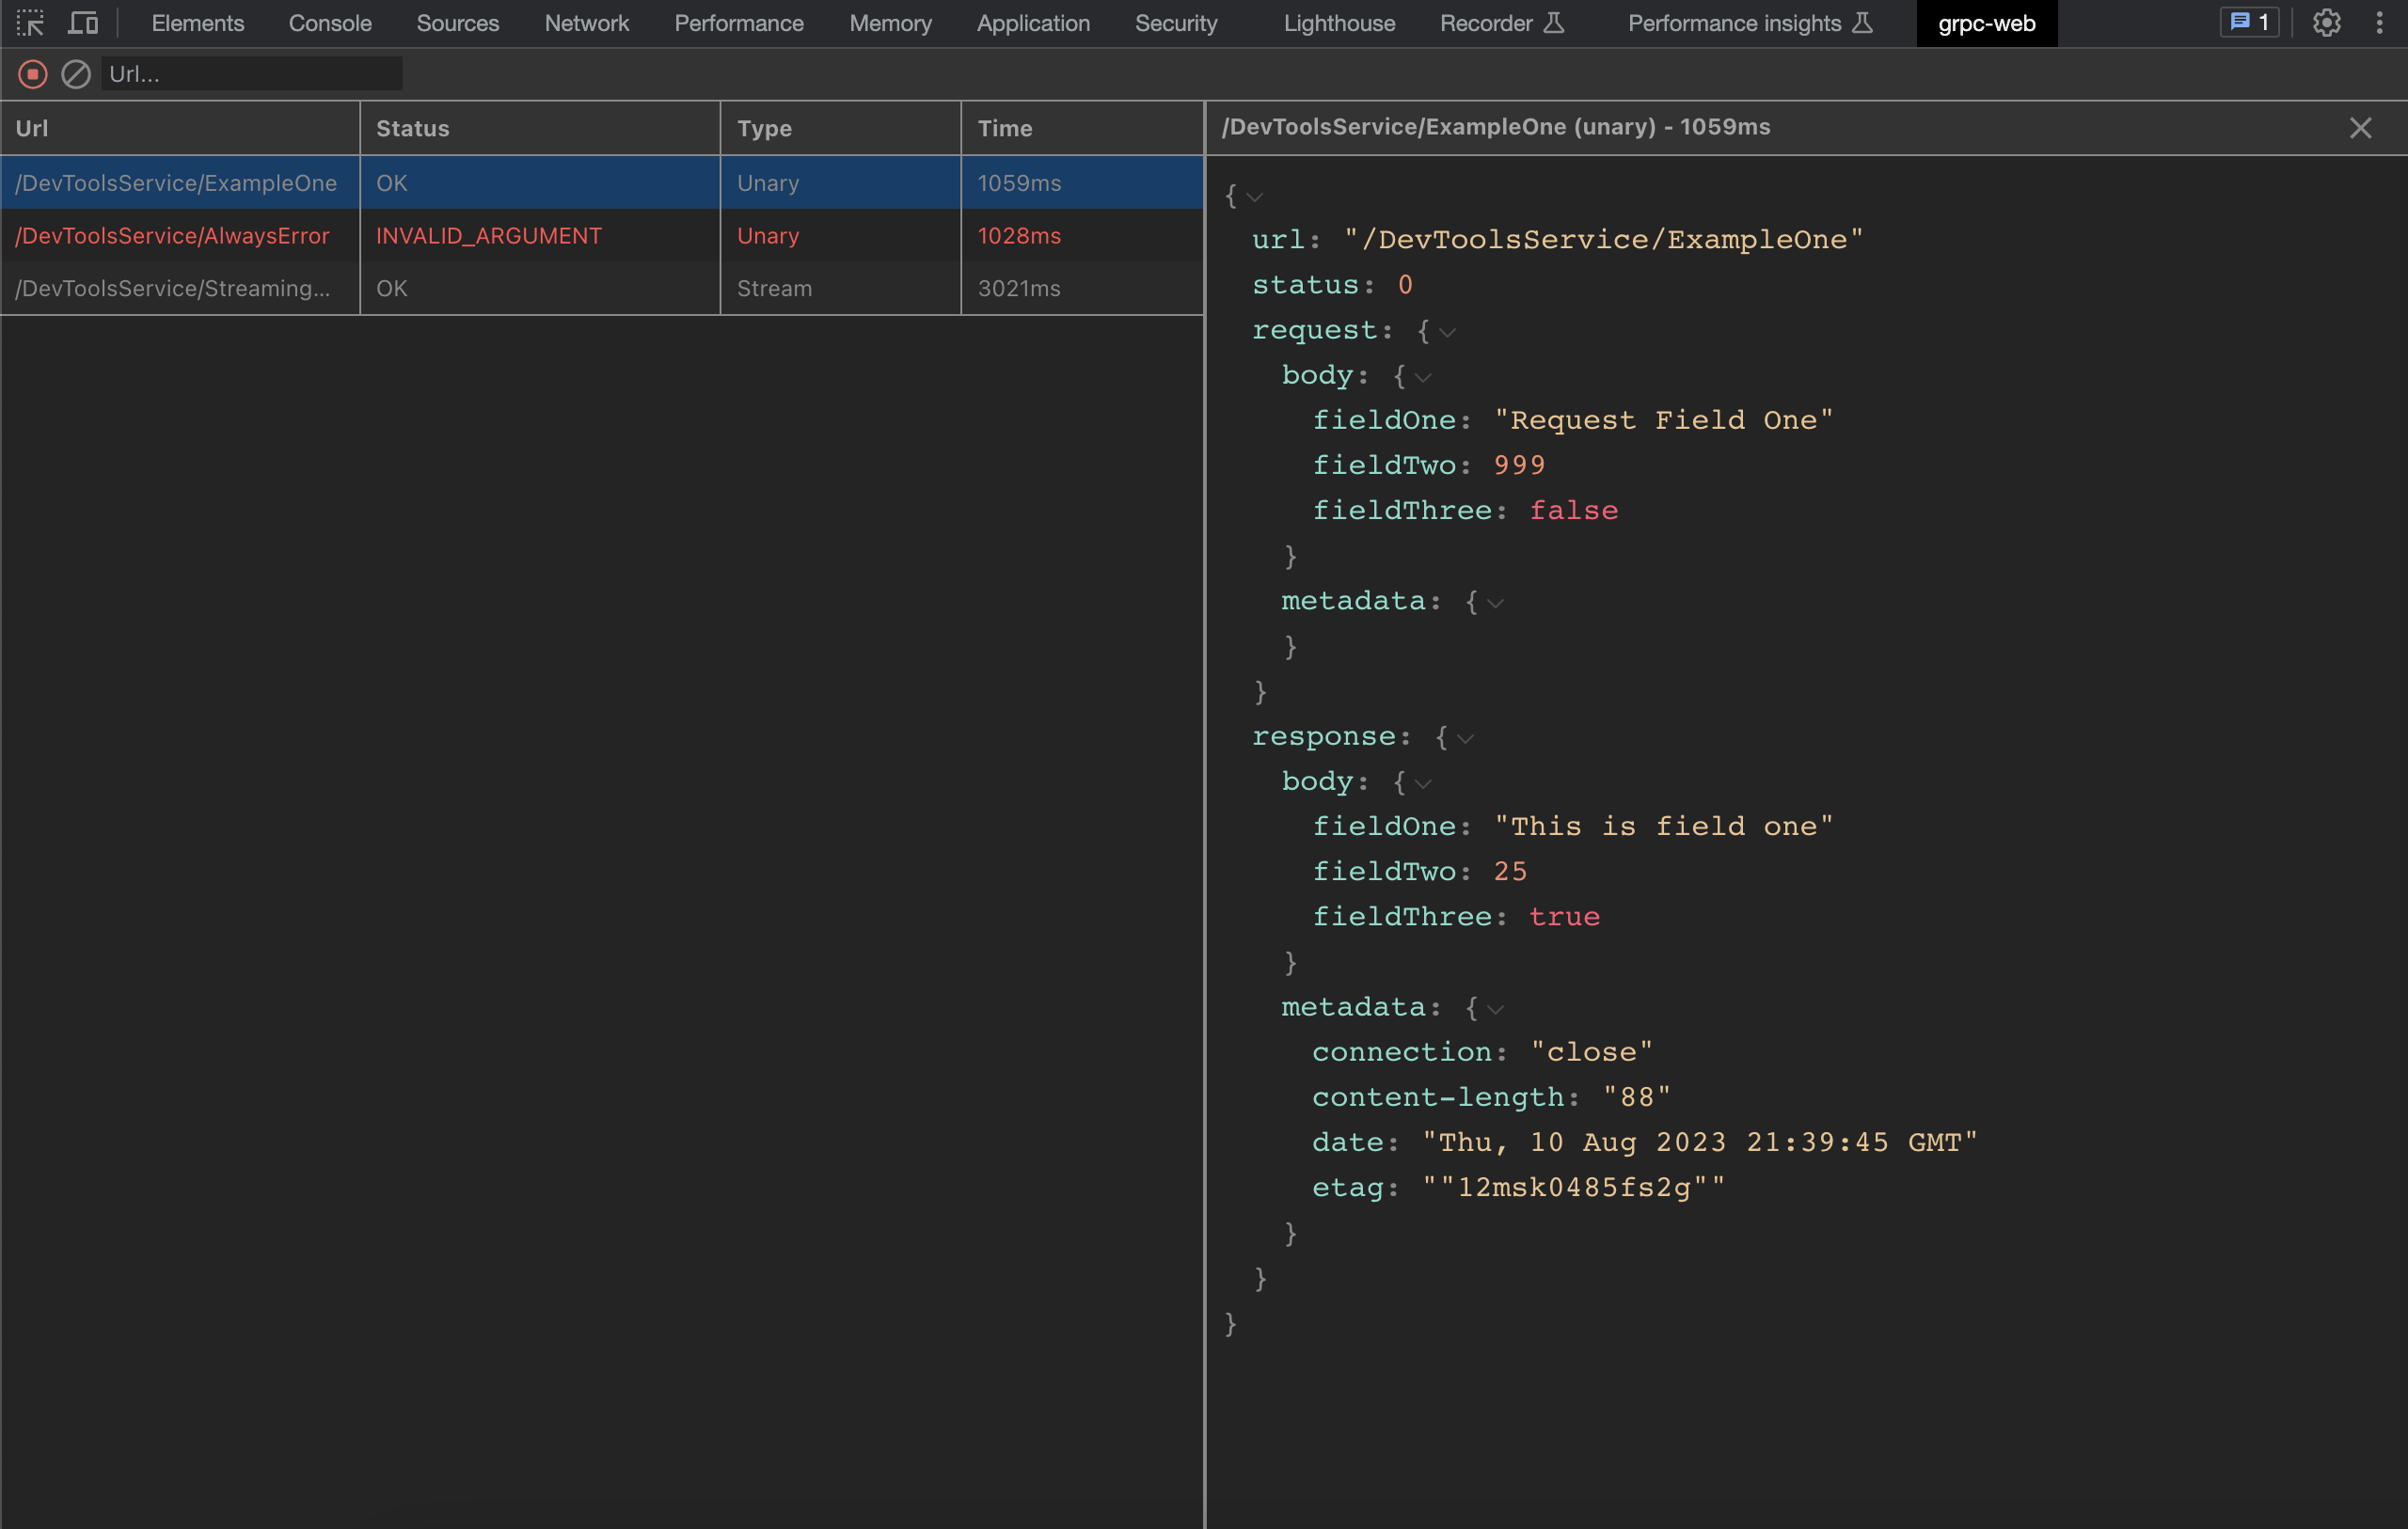 Elements Console Sources Network Performance Memory Application Security Lighthouse Recorder Performance insights grpc-web 1
Url...
Url Status Type Time
/DevToolsService/ExampleOne OK Unary 1059ms
/DevToolsService/AlwaysError INVALID_ARGUMENT Unary 1028ms
/DevToolsService/Streaming... OK Stream 3021ms
/DevToolsService/ExampleOne (unary) - 1059ms
{
url: "/DevToolsService/ExampleOne"
status: 0
request: {
body: {
fieldOne: "Request Field One"
fieldTwo: 999
fieldThree: false
}
metadata: {
}
}
response: {
body: {
fieldOne: "This is field one"
fieldTwo: 25
fieldThree: true
}
metadata: {
connection: "close"
content-length: "88"
date: "Thu, 10 Aug 2023 21:39:45 GMT"
etag: ""12msk0485fs2g""
}
}
}